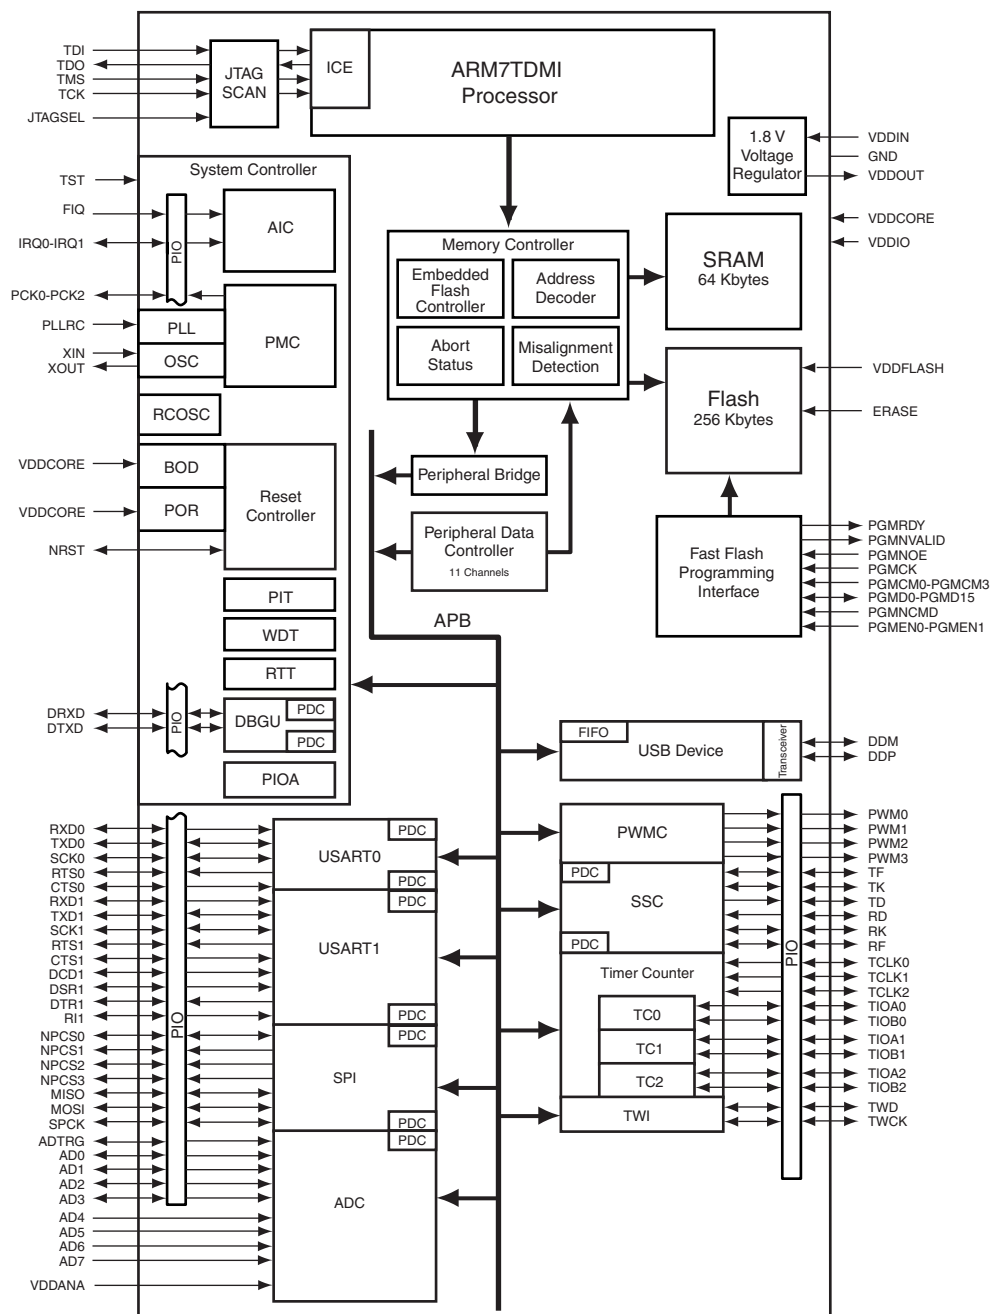 TDI
TDO
TMS
TCK
JTAGSEL
JTAG
SCAN
ICE
ARM7TDMI
Processor
1.8 V
Voltage
Regulator
VDDIN
GND
VDDOUT
VDDCORE
VDDIO
System Controller
TST
FIQ
IRQ0-IRQ1
PCK0-PCK2
PLLRC
XIN
XOUT
PIO
AIC
PMC
PLL
OSC
RCOSC
VDDCORE
VDDCORE
NRST
BOD
POR
Reset
Controller
PIT
WDT
RTT
DRXD
DTXD
PIO
DBGU
PDC
PDC
PIOA
Memory Controller
Embedded
Flash
Controller
Address
Decoder
Abort
Status
Misalignment
Detection
SRAM
64 Kbytes
Flash
256 Kbytes
VDDFLASH
ERASE
Peripheral Bridge
Peripheral Data
Controller
11 Channels
APB
Fast Flash
Programming
Interface
PGMRDY
PGMNVALID
PGMNOE
PGMCK
PGMCM0-PGMCM3
PGMD0-PGMD15
PGMNCMD
PGMEN0-PGMEN1
FIFO
USB Device
Transceiver
DDM
DDP
RXD0
TXD0
SCK0
RTS0
CTS0
RXD1
TXD1
SCK1
RTS1
CTS1
DCD1
DSR1
DTR1
RI1
NPCS0
NPCS1
NPCS2
NPCS3
MISO
MOSI
SPCK
ADTRG
AD0
AD1
AD2
AD3
AD4
AD5
AD6
AD7
VDDANA
PIO
PDC
USART0
PDC
PDC
USART1
PDC
PDC
SPI
PDC
PDC
ADC
PWMC
PDC
SSC
PDC
Timer Counter
TC0
TC1
TC2
TWI
PIO
PWM0
PWM1
PWM2
PWM3
TF
TK
TD
RD
RK
RF
TCLK0
TCLK1
TCLK2
TIOA0
TIOB0
TIOA1
TIOB1
TIOA2
TIOB2
TWD
TWCK